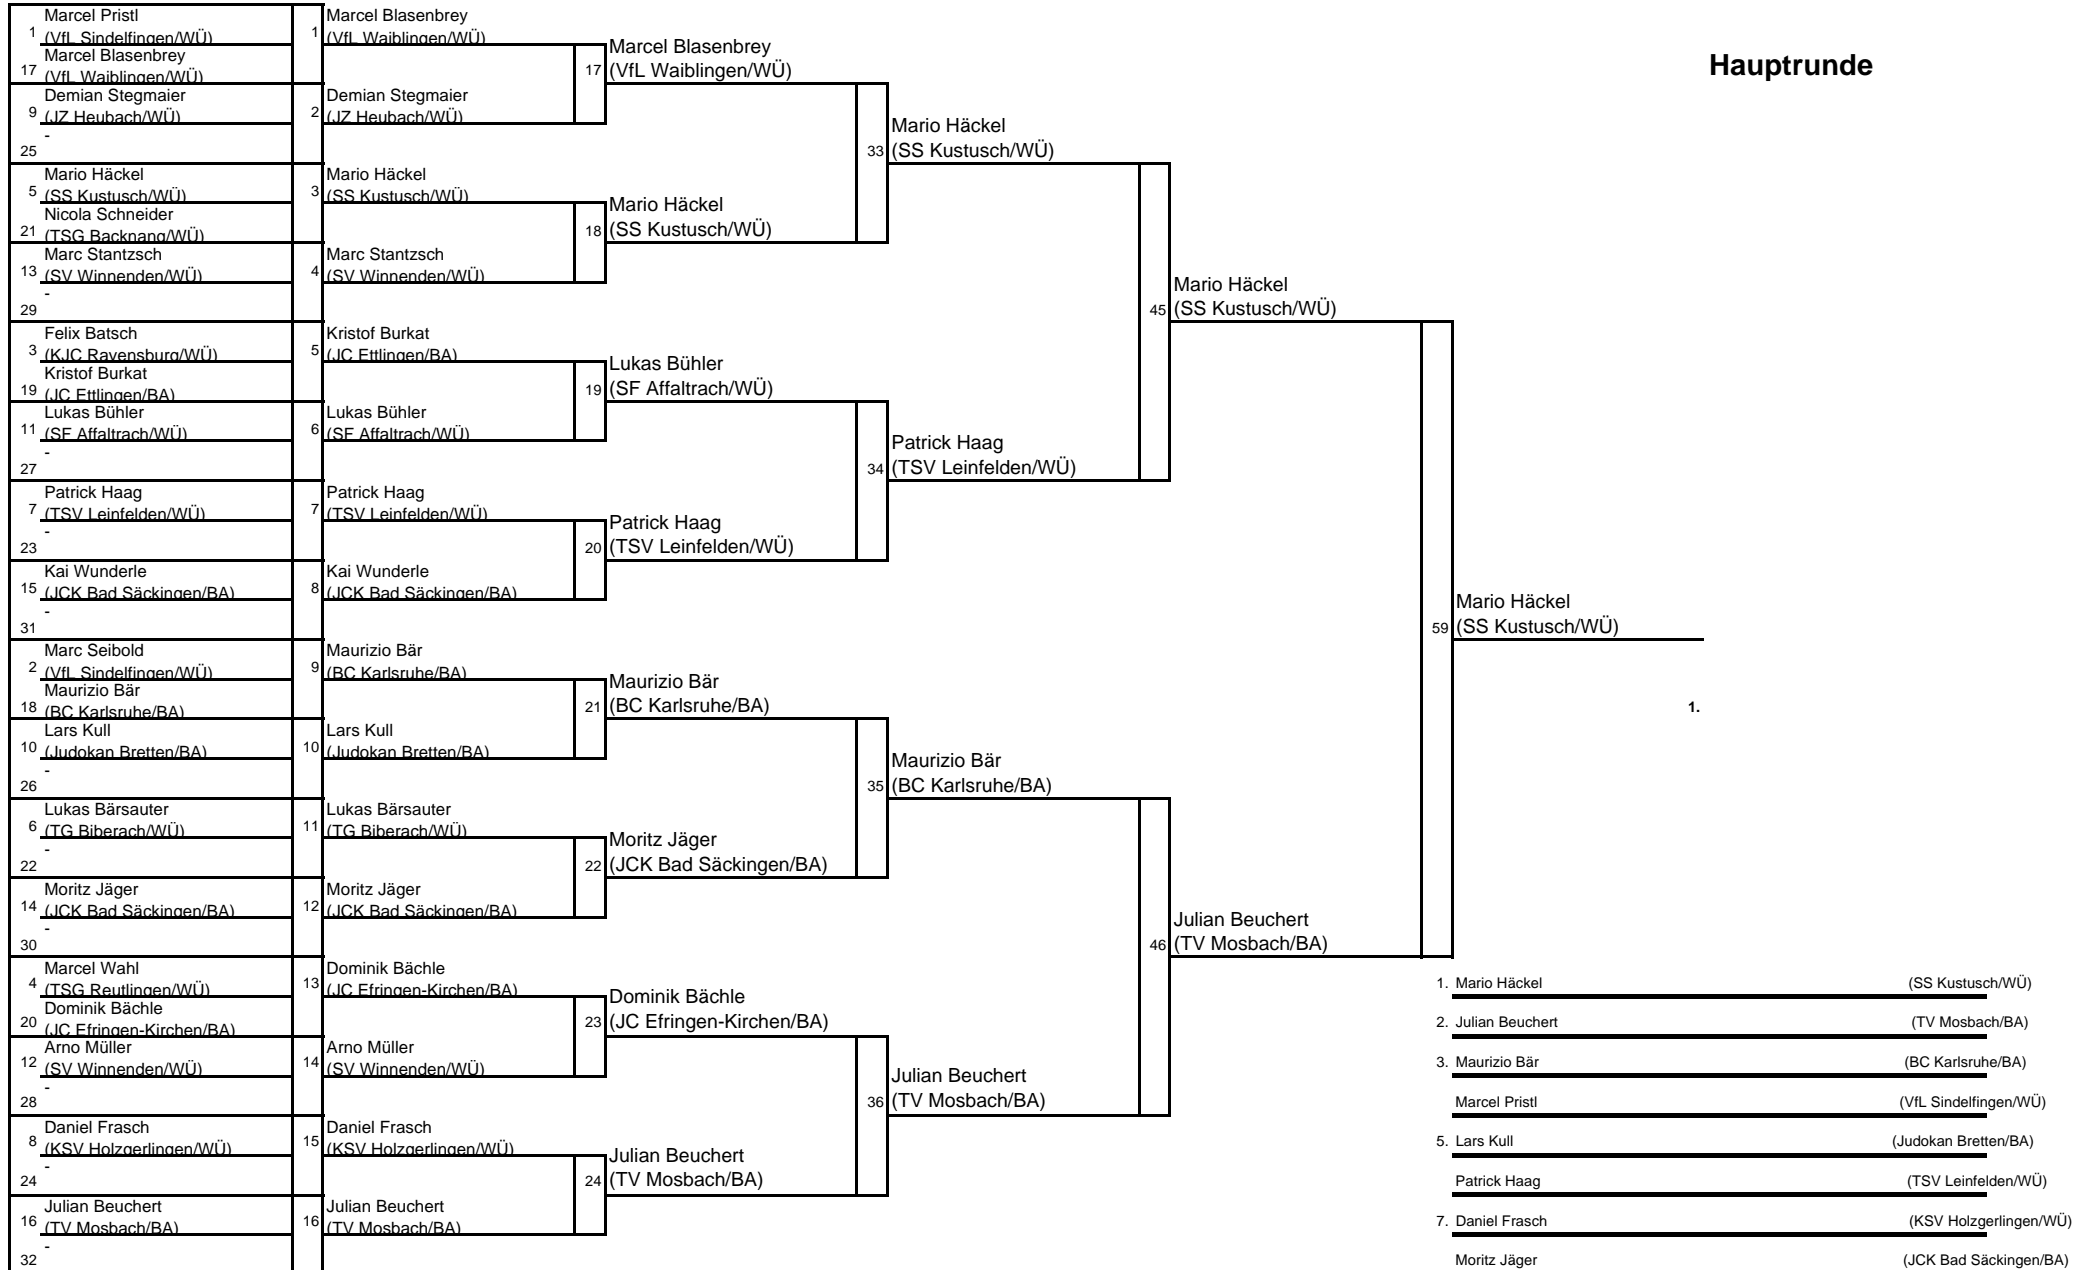 Hauptrunde
1 Marcel Pristl
(VfL Sindelfingen/WÜ)
17 Marcel Blasenbrey
(VfL Waiblingen/WÜ)
9 Demian Stegmaier
(JZ Heubach/WÜ)
25 -
5 Mario Häckel
(SS Kustusch/WÜ)
21 Nicola Schneider
(TSG Backnang/WÜ)
13 Marc Stantzsch
(SV Winnenden/WÜ)
29 -
3 Felix Batsch
(KJC Ravensburg/WÜ)
19 Kristof Burkat
(JC Ettlingen/BA)
11 Lukas Bühler
(SF Affaltrach/WÜ)
27 -
7 Patrick Haag
(TSV Leinfelden/WÜ)
23 -
15 Kai Wunderle
(JCK Bad Säckingen/BA)
31 -
2 Marc Seibold
(VfL Sindelfingen/WÜ)
18 Maurizio Bär
(BC Karlsruhe/BA)
10 Lars Kull
(Judokan Bretten/BA)
26 -
6 Lukas Bärsauter
(TG Biberach/WÜ)
22 -
14 Moritz Jäger
(JCK Bad Säckingen/BA)
30 -
4 Marcel Wahl
(TSG Reutlingen/WÜ)
20 Dominik Bächle
(JC Efringen-Kirchen/BA)
12 Arno Müller
(SV Winnenden/WÜ)
28 -
8 Daniel Frasch
(KSV Holzgerlingen/WÜ)
24 -
16 Julian Beuchert
(TV Mosbach/BA)
32 -
1 Marcel Blasenbrey
(VfL Waiblingen/WÜ)
2 Demian Stegmaier
(JZ Heubach/WÜ)
3 Mario Häckel
(SS Kustusch/WÜ)
4 Marc Stantzsch
(SV Winnenden/WÜ)
5 Kristof Burkat
(JC Ettlingen/BA)
6 Lukas Bühler
(SF Affaltrach/WÜ)
7 Patrick Haag
(TSV Leinfelden/WÜ)
8 Kai Wunderle
(JCK Bad Säckingen/BA)
9 Maurizio Bär
(BC Karlsruhe/BA)
10 Lars Kull
(Judokan Bretten/BA)
11 Lukas Bärsauter
(TG Biberach/WÜ)
12 Moritz Jäger
(JCK Bad Säckingen/BA)
13 Dominik Bächle
(JC Efringen-Kirchen/BA)
14 Arno Müller
(SV Winnenden/WÜ)
15 Daniel Frasch
(KSV Holzgerlingen/WÜ)
16 Julian Beuchert
(TV Mosbach/BA)
17 Marcel Blasenbrey
(VfL Waiblingen/WÜ)
18 Mario Häckel
(SS Kustusch/WÜ)
19 Lukas Bühler
(SF Affaltrach/WÜ)
20 Patrick Haag
(TSV Leinfelden/WÜ)
21 Maurizio Bär
(BC Karlsruhe/BA)
22 Moritz Jäger
(JCK Bad Säckingen/BA)
23 Dominik Bächle
(JC Efringen-Kirchen/BA)
24 Julian Beuchert
(TV Mosbach/BA)
33 Mario Häckel
(SS Kustusch/WÜ)
34 Patrick Haag
(TSV Leinfelden/WÜ)
35 Maurizio Bär
(BC Karlsruhe/BA)
36 Julian Beuchert
(TV Mosbach/BA)
45 Mario Häckel
(SS Kustusch/WÜ)
46 Julian Beuchert
(TV Mosbach/BA)
59 Mario Häckel
(SS Kustusch/WÜ)
1.
1. Mario Häckel (SS Kustusch/WÜ)
2. Julian Beuchert (TV Mosbach/BA)
3. Maurizio Bär (BC Karlsruhe/BA)
Marcel Pristl (VfL Sindelfingen/WÜ)
5. Lars Kull (Judokan Bretten/BA)
Patrick Haag (TSV Leinfelden/WÜ)
7. Daniel Frasch (KSV Holzgerlingen/WÜ)
Moritz Jäger (JCK Bad Säckingen/BA)